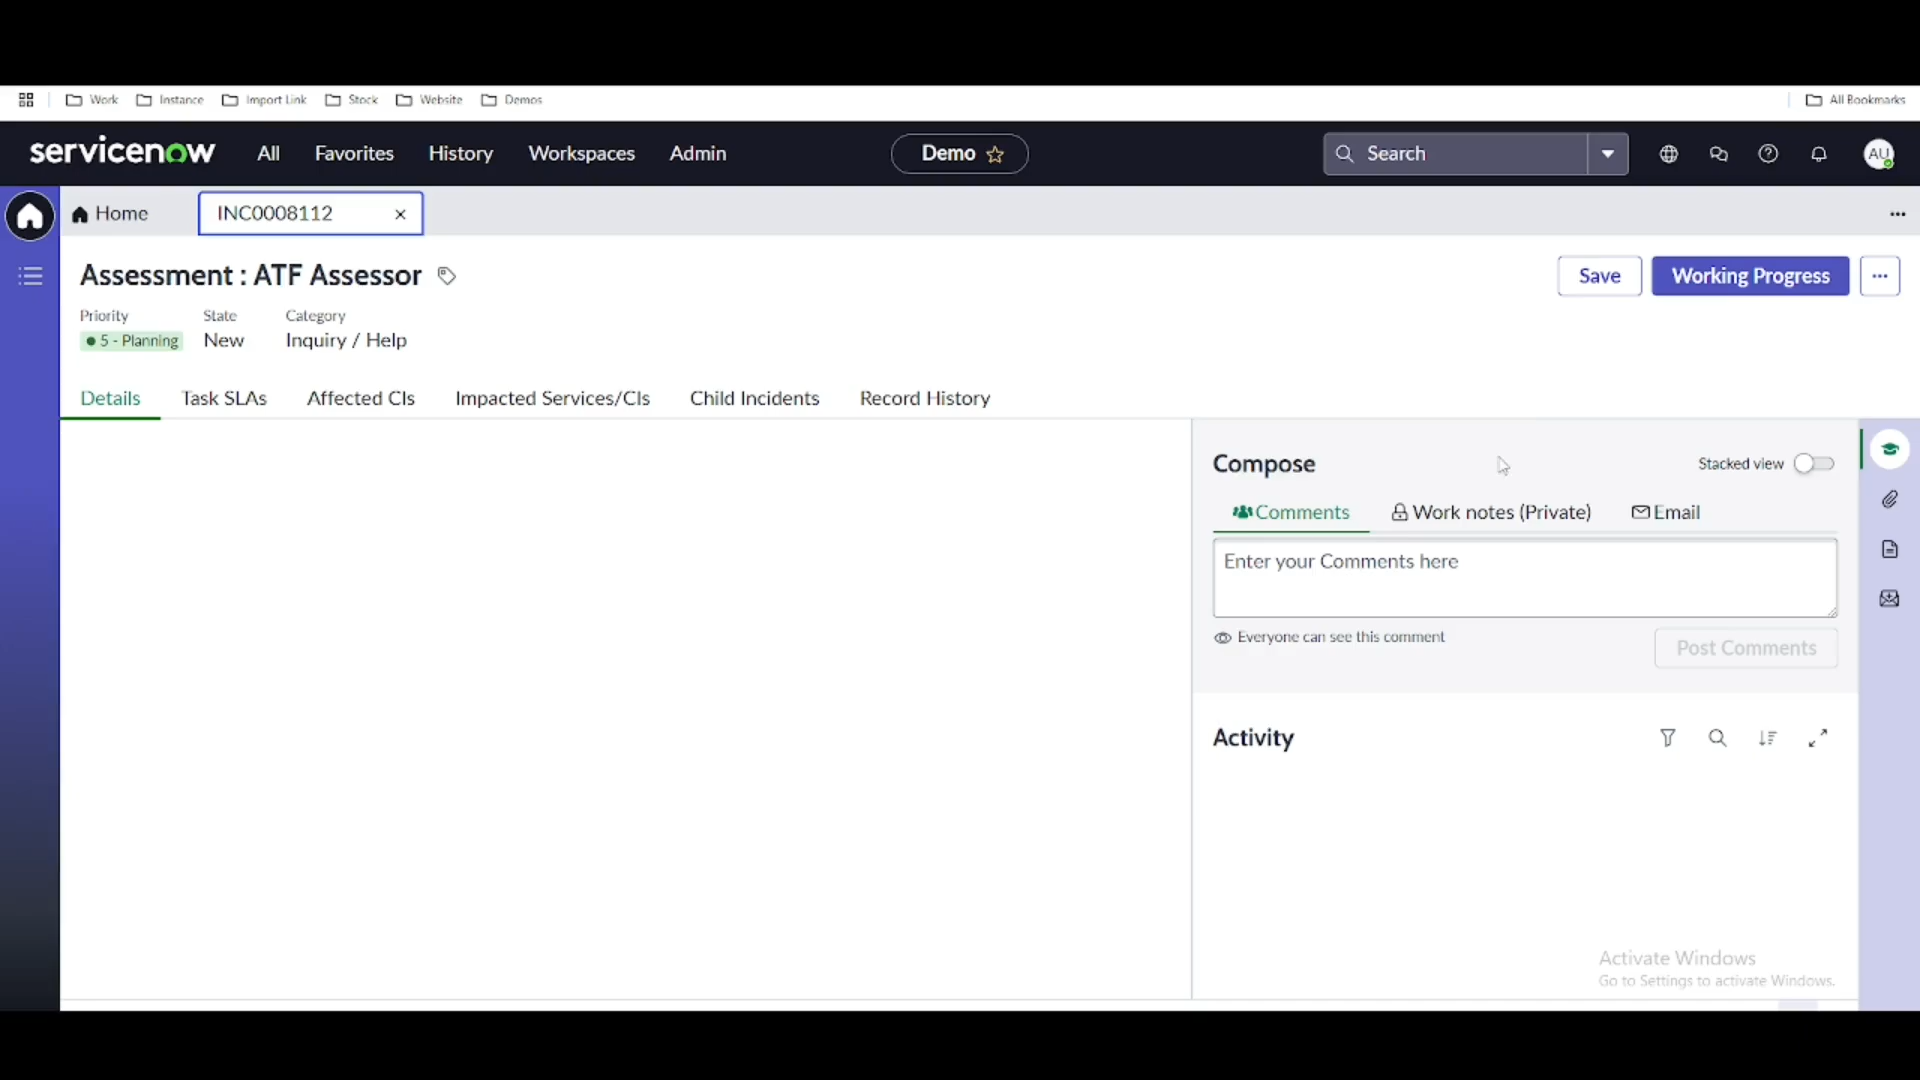 Work Instance Import Link Stock Website Demos All Bookmarks
servicenow All Favorites History Workspaces Admin Demo Search AU
Home INC0008112
Assessment : ATF Assessor Save Working Progress
Priority State Category
5 - Planning New Inquiry / Help
Details Task SLAs Affected CIs Impacted Services/CIs Child Incidents Record History
Compose Stacked view
Comments Work notes (Private) Email
Enter your Comments here
Everyone can see this comment
Post Comments
Activity
Activate Windows
Go to Settings to activate Windows.